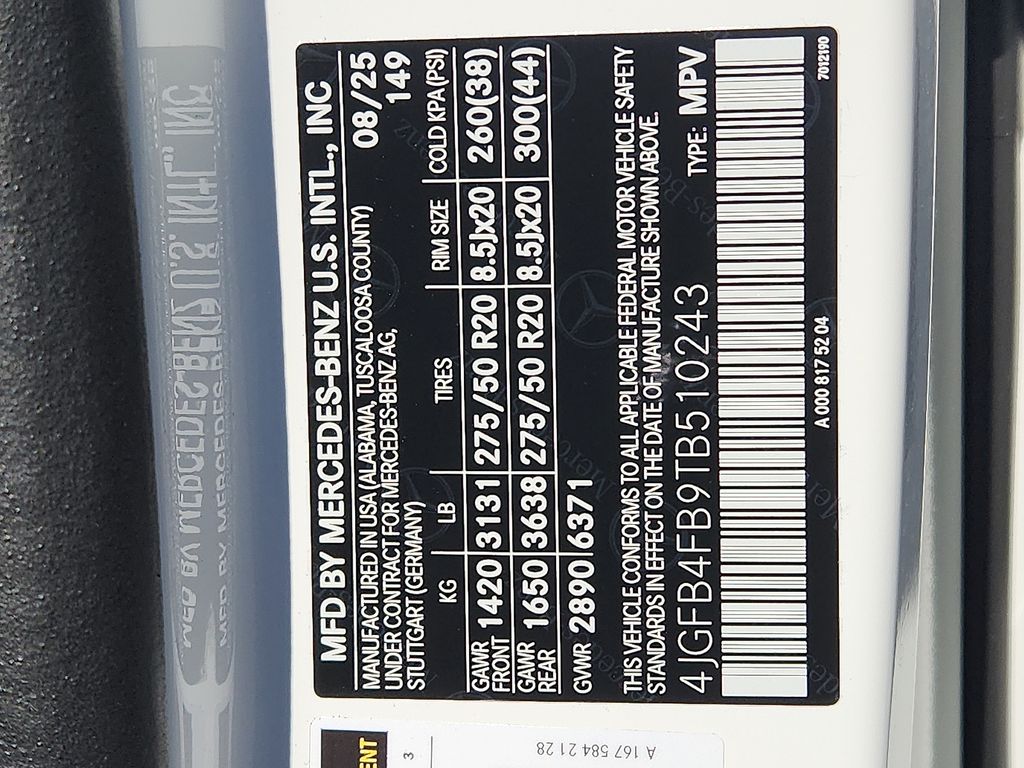 MFD BY MERCEDES-BENZ U.S. INTL., INC
MANUFACTURED IN USA (ALABAMA, TUSCALOOSA COUNTY) 08/25
UNDER CONTRACT FOR MERCEDES-BENZ AG, 149
STUTTGART (GERMANY)
KG LB TIRES RIM SIZE COLD KPA (PSI)
GAWR FRONT 1420 3131 275/50 R20 8.5Jx20 260(38)
GAWR REAR 1650 3638 275/50 R20 8.5Jx20 300(44)
GVWR 2890 6371
THIS VEHICLE CONFORMS TO ALL APPLICABLE FEDERAL MOTOR VEHICLE SAFETY
STANDARDS IN EFFECT ON THE DATE OF MANUFACTURE SHOWN ABOVE.
4JGFB4FB9TB510243 TYPE: MPV
A 000 817 52 04
7012190
3
A 167 584 21 28